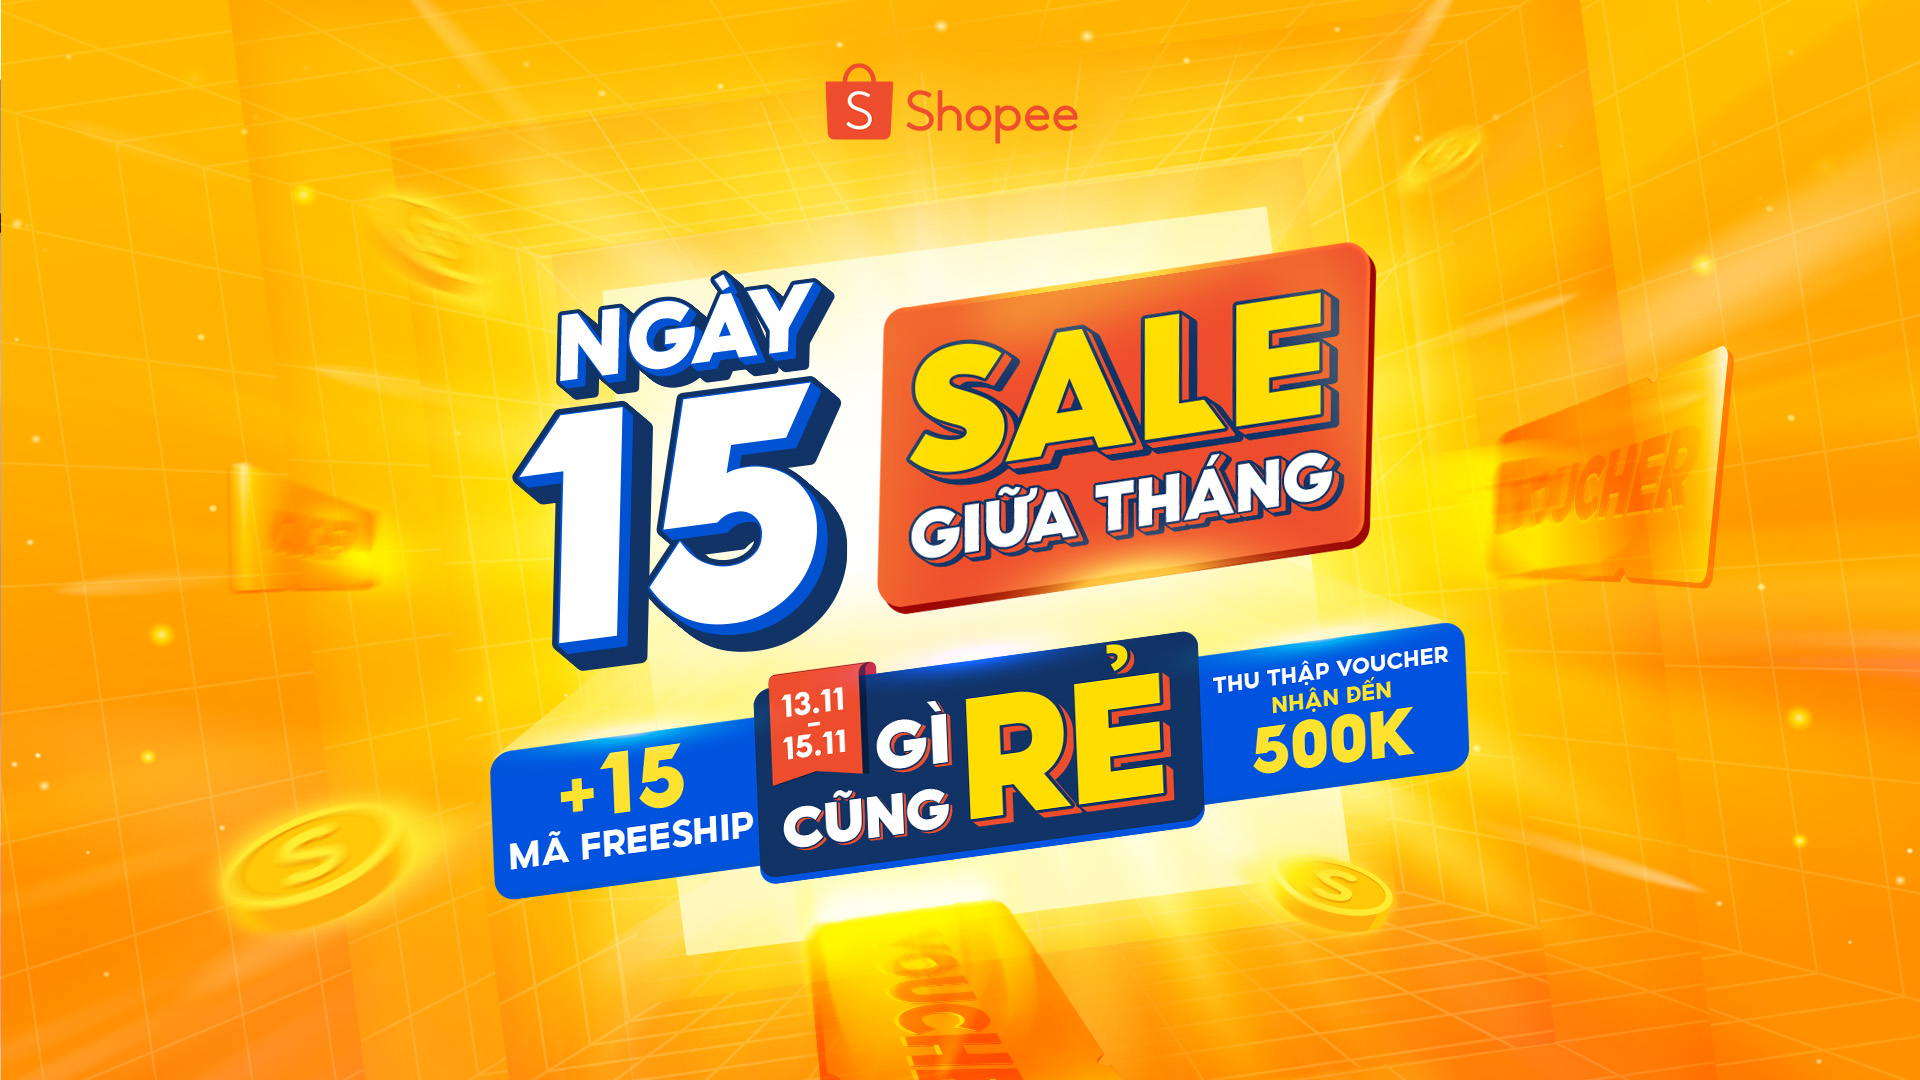 Shopee
NGÀY
15
SALE
GIỮA THÁNG
+15
MÃ FREESHIP
13.11
-
15.11
GÌ
CŨNG
RẺ
THU THẬP VOUCHER
NHẬN ĐẾN
500K
VOUCHER